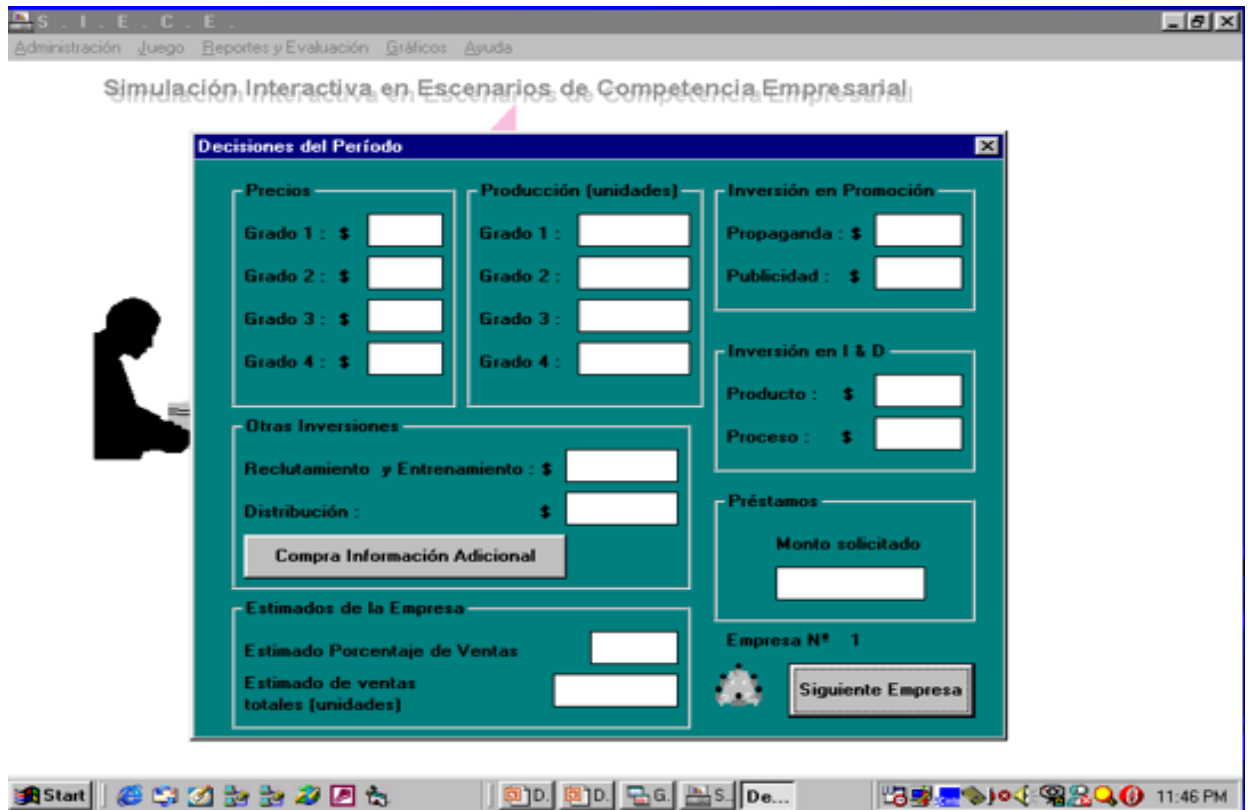 S . I . E . C . E .
Administración Juego Reportes y Evaluación Gráficos Ayuda
Simulación Interactiva en Escenarios de Competencia Empresarial
Decisiones del Período
Precios
Grado 1 : $
Grado 2 : $
Grado 3 : $
Grado 4 : $
Producción (unidades)
Grado 1 :
Grado 2 :
Grado 3 :
Grado 4 :
Inversión en Promoción
Propaganda : $
Publicidad : $
Inversión en I & D
Producto : $
Proceso : $
Otras Inversiones
Reclutamiento y Entrenamiento : $
Distribución : $
Compra Información Adicional
Préstamos
Monto solicitado
Estimados de la Empresa
Estimado Porcentaje de Ventas
Estimado de ventas
totales (unidades)
Empresa Nº 1
Siguiente Empresa
Start D. D. G. S. De... 11:46 PM